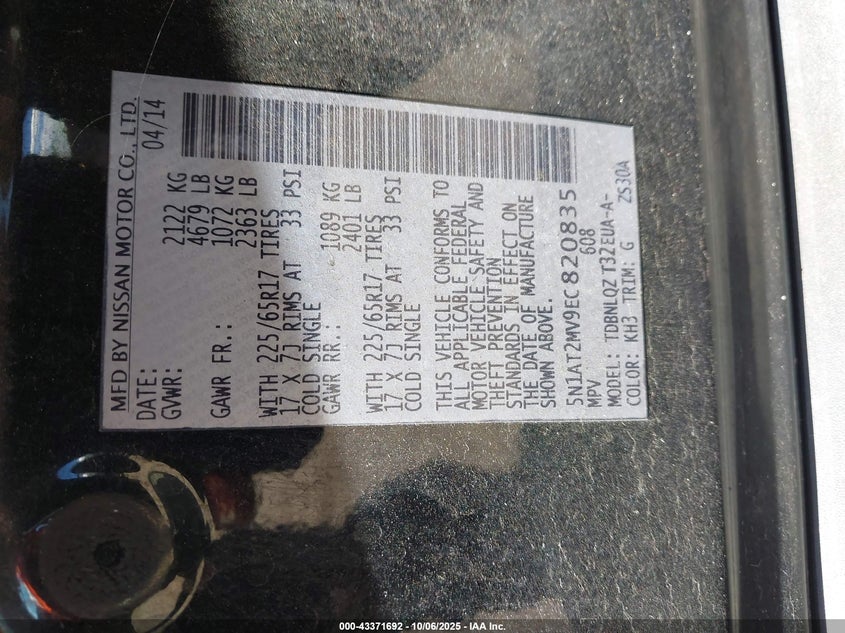 MFD BY NISSAN MOTOR CO., LTD.
DATE: 04/14
GVWR: 2122 KG
4679 LB
GAWR FR.: 1072 KG
2363 LB
WITH 225/65R17 TIRES
17 X 7J RIMS AT 33 PSI
COLD SINGLE
GAWR RR.: 1089 KG
2401 LB
WITH 225/65R17 TIRES
17 X 7J RIMS AT 33 PSI
COLD SINGLE
THIS VEHICLE CONFORMS TO
ALL APPLICABLE FEDERAL
MOTOR VEHICLE SAFETY AND
THEFT PREVENTION
STANDARDS IN EFFECT ON
THE DATE OF MANUFACTURE
SHOWN ABOVE.
5N1AT2MV9EC820835
MPV 608
MODEL: TDBNLQZ T32EUA-A-
COLOR: KH3 TRIM: G ZS30A
000-43371692 - 10/06/2025 - IAA Inc.